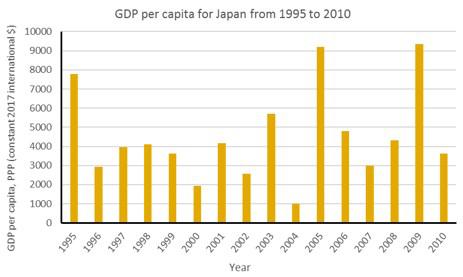 GDP per capita for Japan from 1995 to 2010
GDP per capita, PPP (constant 2017 international $)
10000
9000
8000
7000
6000
5000
4000
3000
2000
1000
0
1995 1996 1997 1998 1999 2000 2001 2002 2003 2004 2005 2006 2007 2008 2009 2010
Year